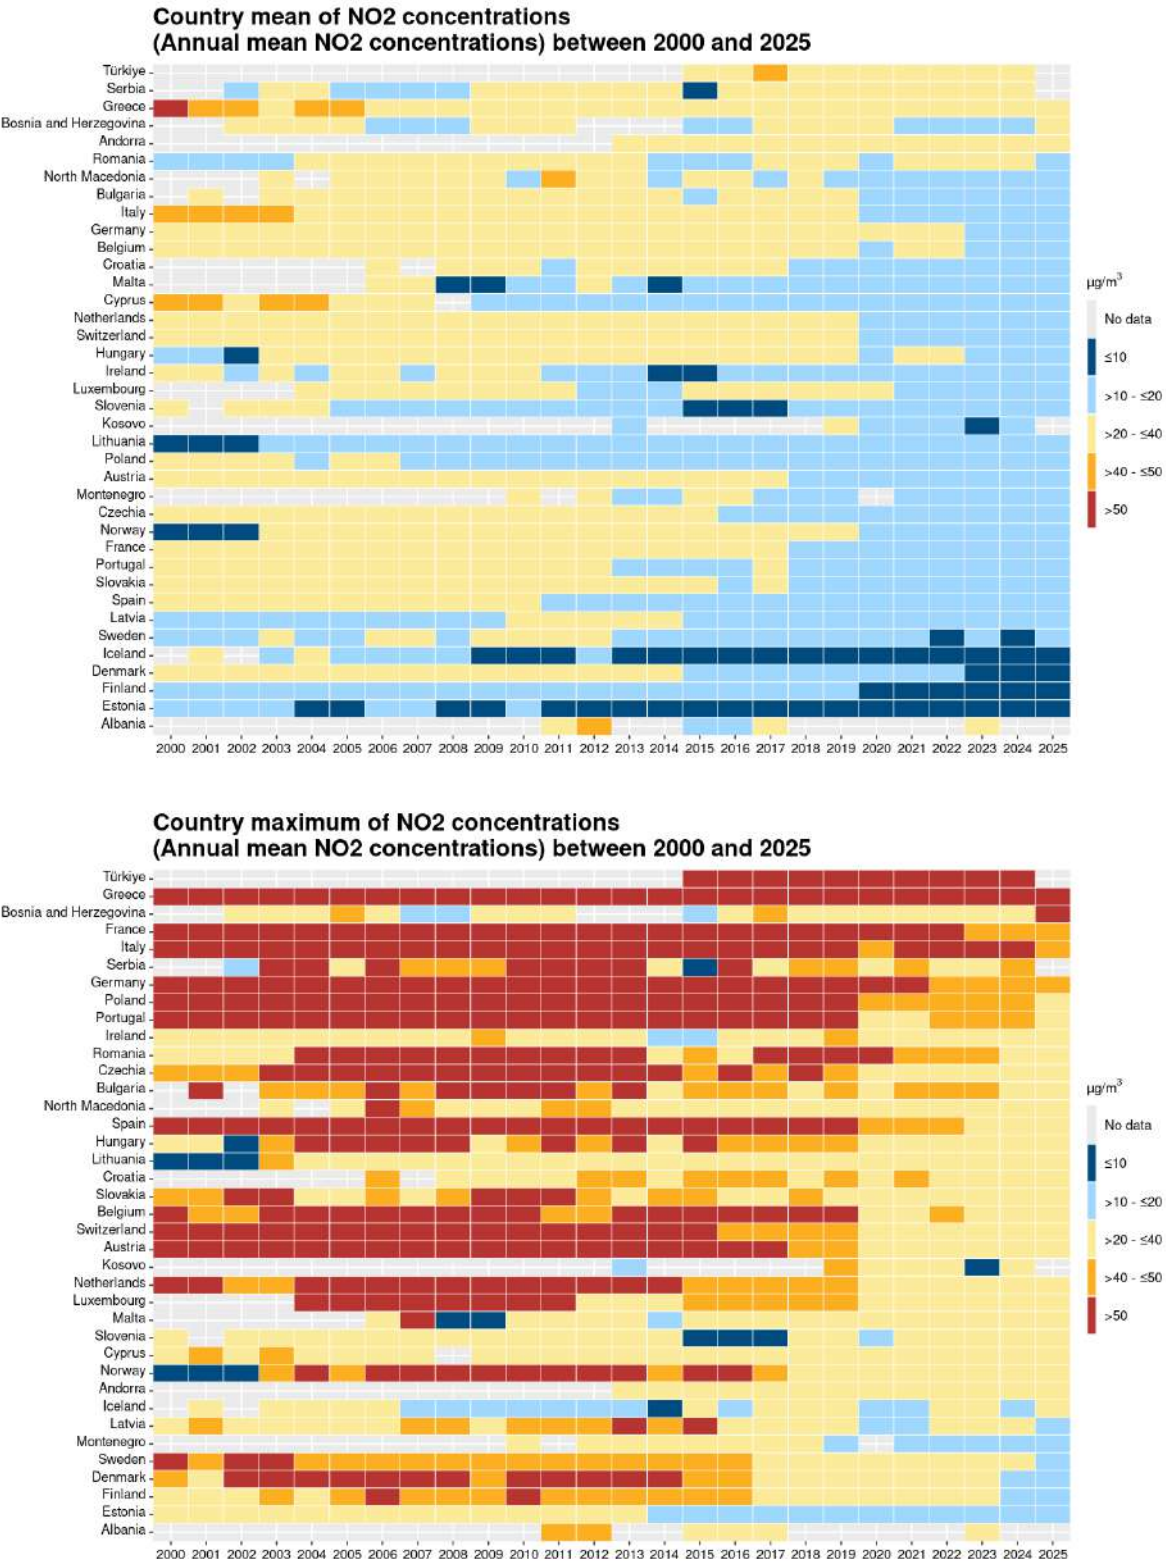 Country mean of NO2 concentrations
(Annual mean NO2 concentrations) between 2000 and 2025
Türkiye
Serbia
Greece
Bosnia and Herzegovina
Andorra
Romania
North Macedonia
Bulgaria
Italy
Germany
Belgium
Croatia
Malta
Cyprus
Netherlands
Switzerland
Hungary
Ireland
Luxembourg
Slovenia
Kosovo
Lithuania
Poland
Austria
Montenegro
Czechia
Norway
France
Portugal
Slovakia
Spain
Latvia
Sweden
Iceland
Denmark
Finland
Estonia
Albania
2000 2001 2002 2003 2004 2005 2006 2007 2008 2009 2010 2011 2012 2013 2014 2015 2016 2017 2018 2019 2020 2021 2022 2023 2024 2025
µg/m³
No data
≤10
>10 - ≤20
>20 - ≤40
>40 - ≤50
>50
Country maximum of NO2 concentrations
(Annual mean NO2 concentrations) between 2000 and 2025
Türkiye
Greece
Bosnia and Herzegovina
France
Italy
Serbia
Germany
Poland
Portugal
Ireland
Romania
Czechia
Bulgaria
North Macedonia
Spain
Hungary
Lithuania
Croatia
Slovakia
Belgium
Switzerland
Austria
Kosovo
Netherlands
Luxembourg
Malta
Slovenia
Cyprus
Norway
Andorra
Iceland
Latvia
Montenegro
Sweden
Denmark
Finland
Estonia
Albania
2000 2001 2002 2003 2004 2005 2006 2007 2008 2009 2010 2011 2012 2013 2014 2015 2016 2017 2018 2019 2020 2021 2022 2023 2024 2025
µg/m³
No data
≤10
>10 - ≤20
>20 - ≤40
>40 - ≤50
>50